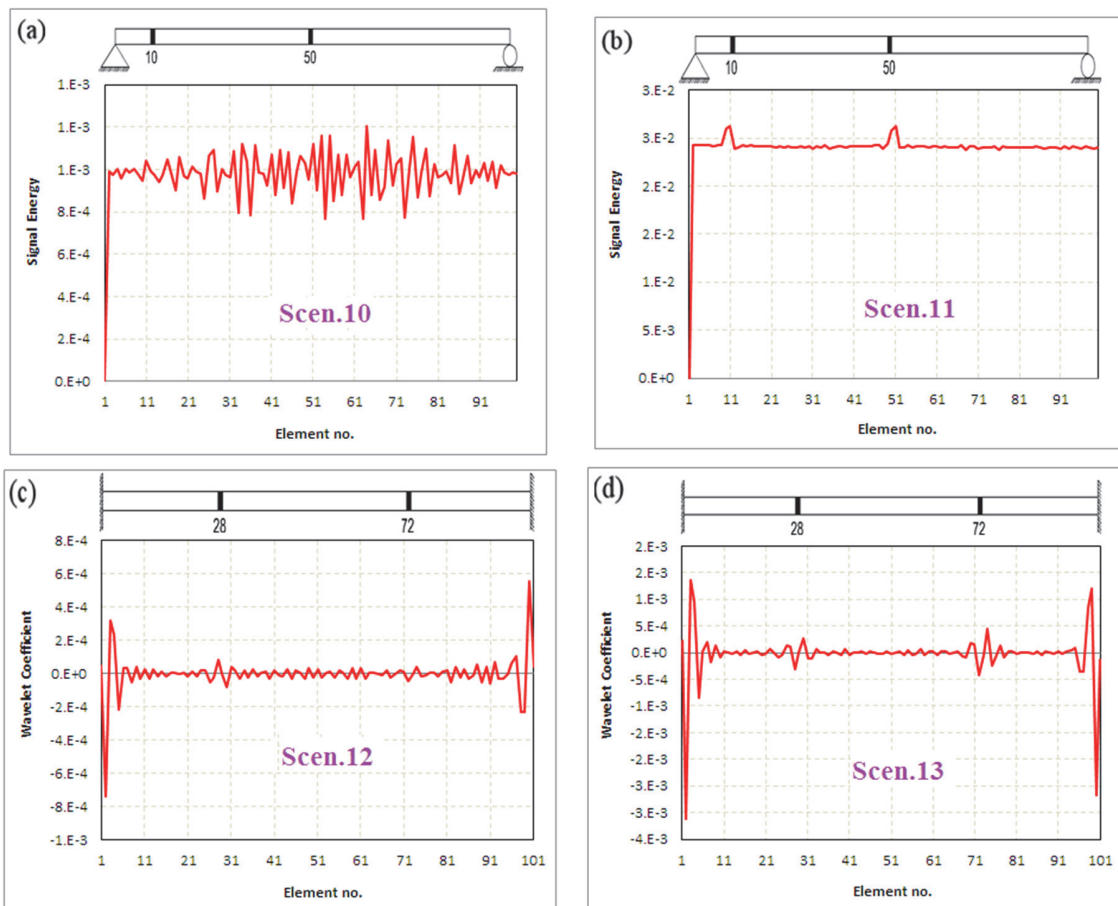 (a)
10 50
1.E-3
1.E-3
1.E-3
8.E-4
6.E-4
4.E-4
2.E-4
0.E+0
Signal Energy
Scen.10
1 11 21 31 41 51 61 71 81 91
Element no.
(b)
10 50
3.E-2
3.E-2
2.E-2
2.E-2
1.E-2
5.E-3
0.E+0
Signal Energy
Scen.11
1 11 21 31 41 51 61 71 81 91
Element no.
(c)
28 72
8.E-4
6.E-4
4.E-4
2.E-4
0.E+0
-2.E-4
-4.E-4
-6.E-4
-8.E-4
-1.E-3
Wavelet Coefficient
Scen.12
1 11 21 31 41 51 61 71 81 91 101
Element no.
(d)
28 72
2.E-3
2.E-3
1.E-3
5.E-4
0.E+0
-5.E-4
-1.E-3
-2.E-3
-2.E-3
-3.E-3
-3.E-3
-4.E-3
Wavelet Coefficient
Scen.13
1 11 21 31 41 51 61 71 81 91 101
Element no.